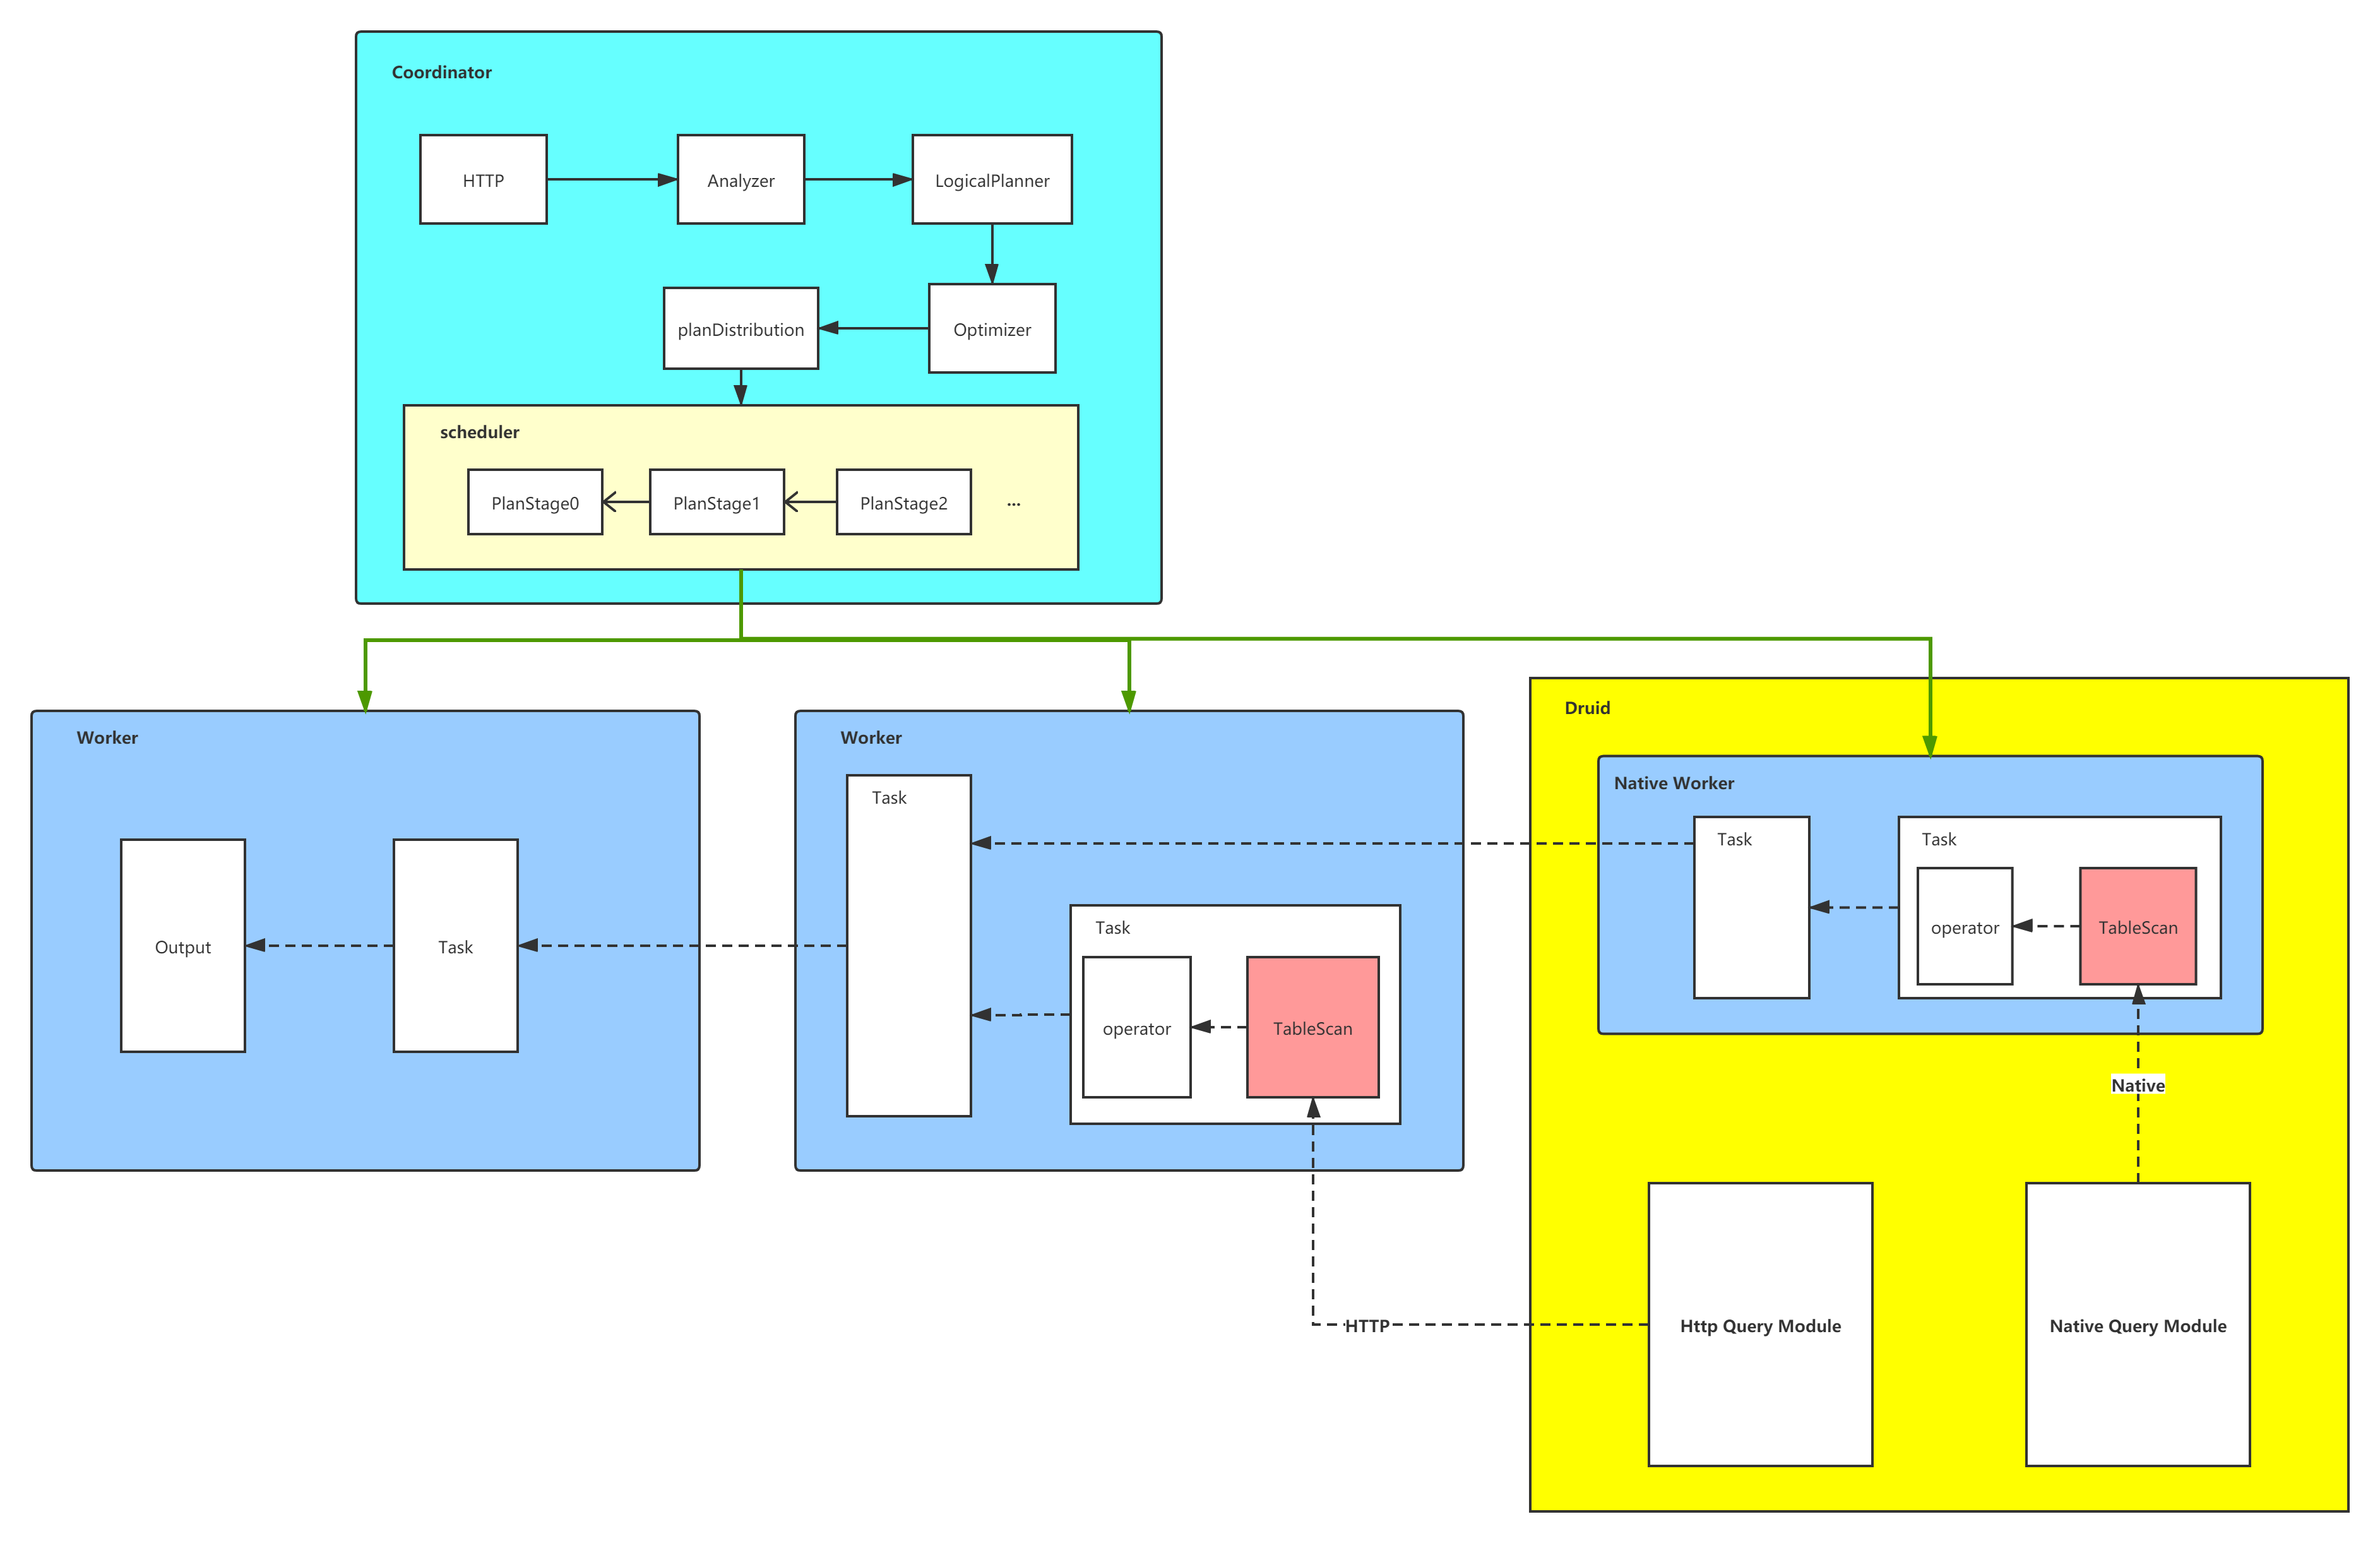 Coordinator
HTTP
Analyzer
LogicalPlanner
planDistribution
Optimizer
scheduler
PlanStage0
PlanStage1
PlanStage2
...
Worker
Output
Task
Worker
Task
Task
operator
TableScan
Druid
Native Worker
Task
Task
operator
TableScan
Native
HTTP
Http Query Module
Native Query Module